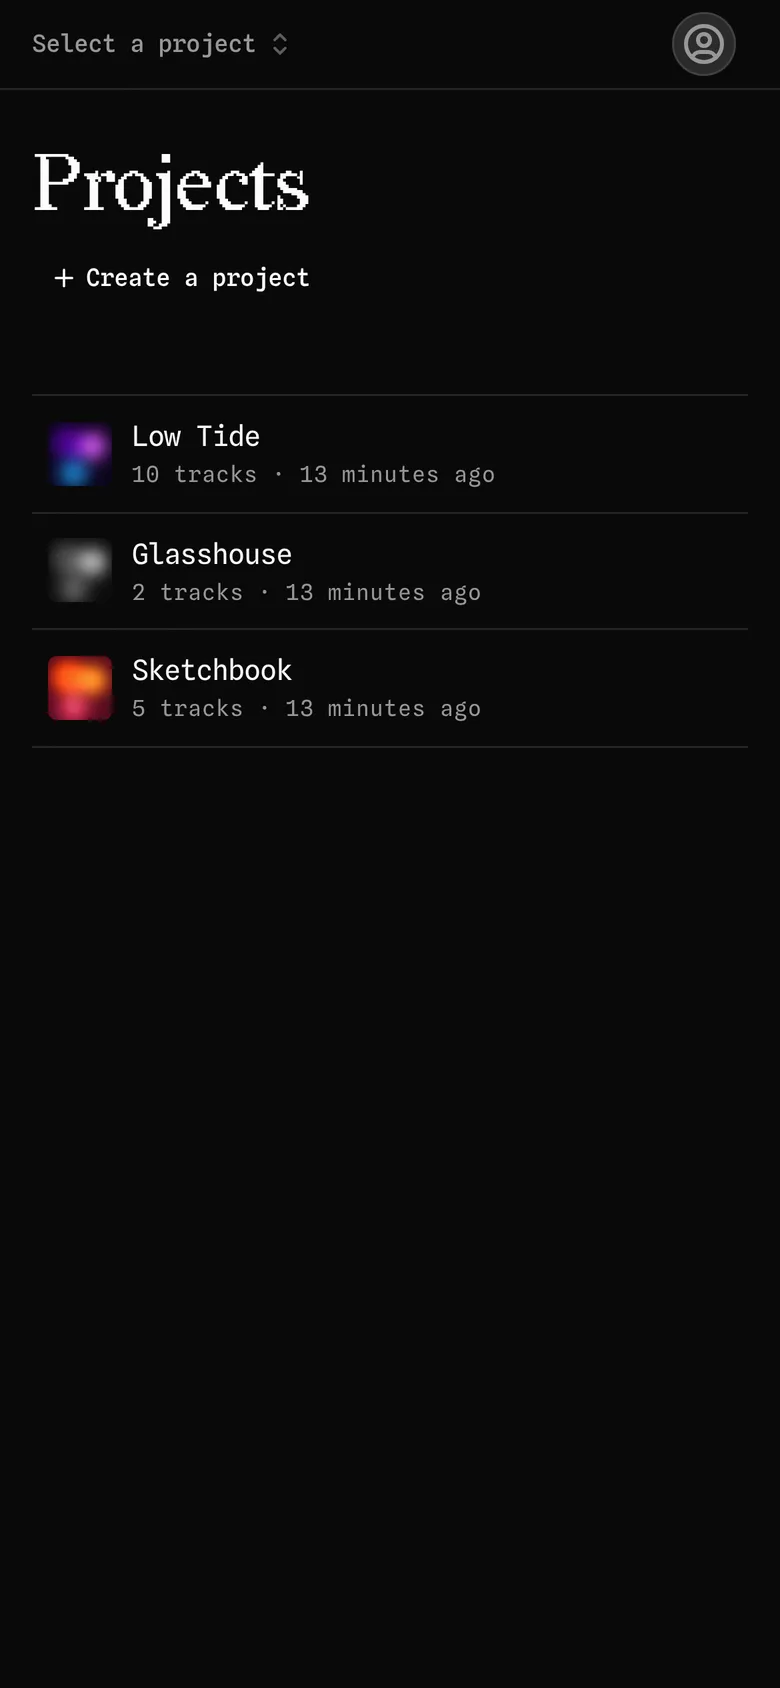 Select a project
Projects
Create a project
Low Tide
10 tracks · 13 minutes ago
Glasshouse
2 tracks · 13 minutes ago
Sketchbook
5 tracks · 13 minutes ago